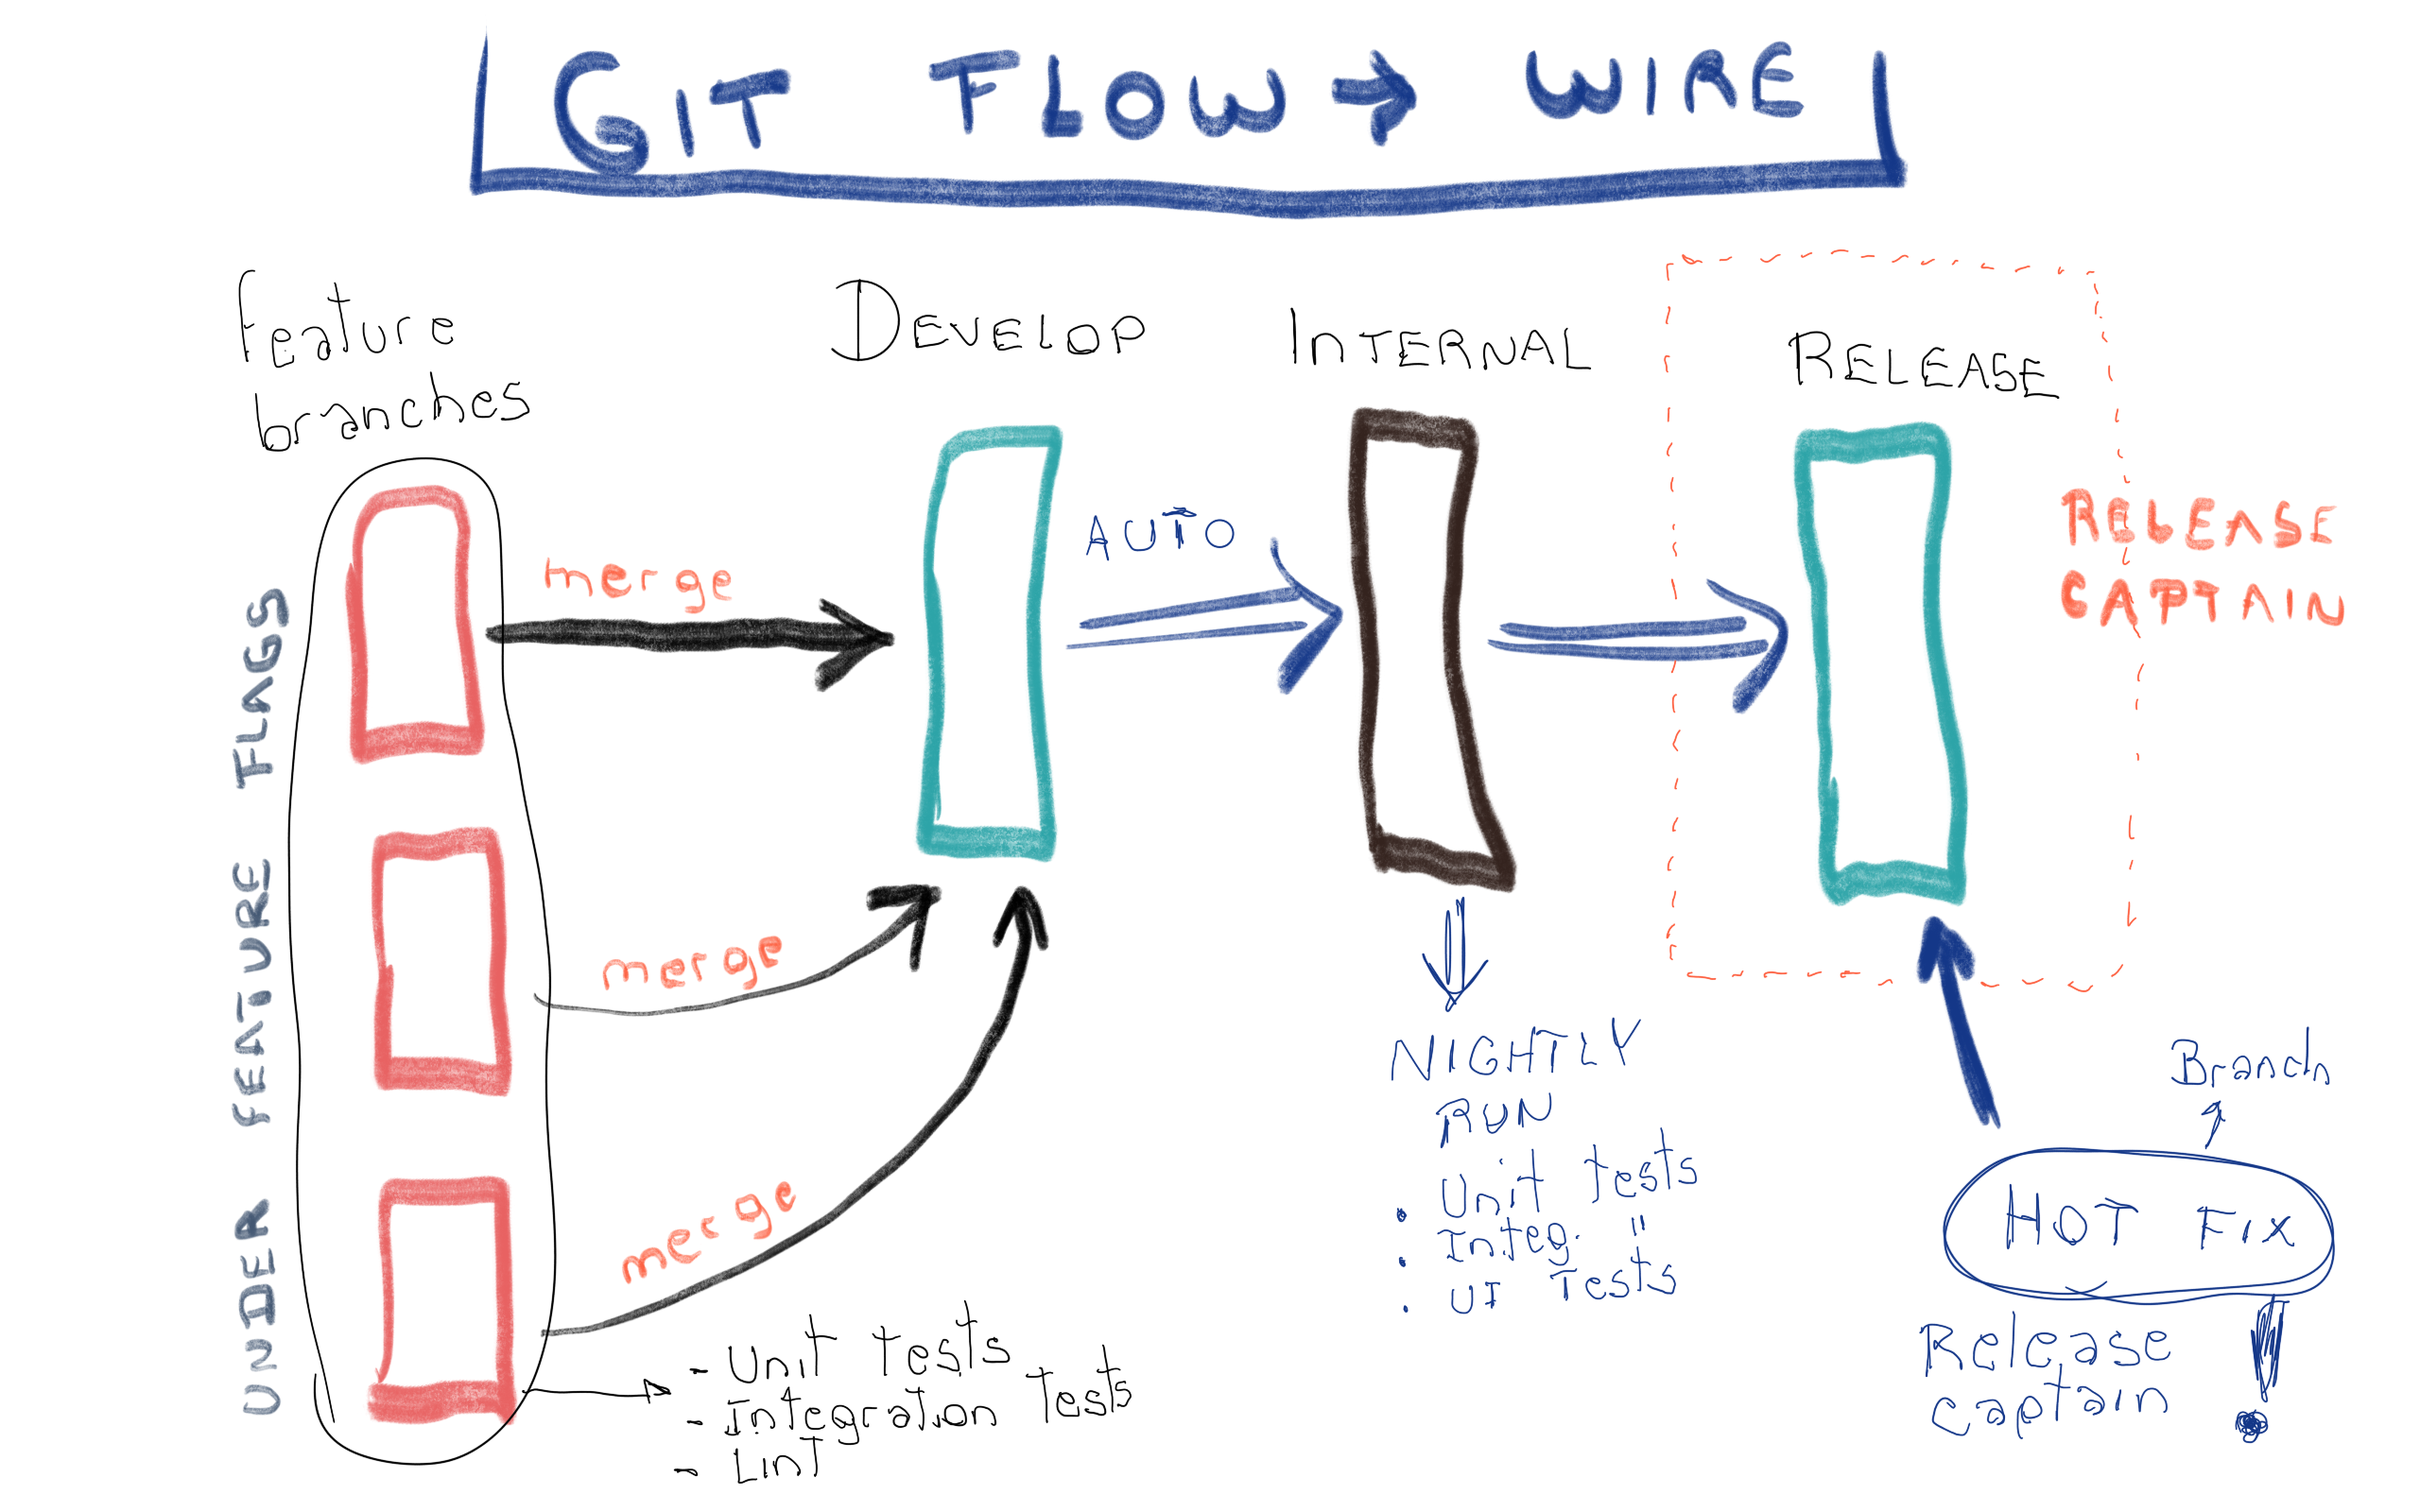 GIT FLOW → WIRE
Feature
branches
DEVELOP
INTERNAL
RELEASE
UNDER FEATURE FLAGS
merge
AUTO
RELEASE
CAPTAIN
merge
merge
- Unit tests
- Integration tests
- Lint
NIGHTLY
RUN
• Unit tests
• Integ. "
• UI Tests
Branch
HOT FIX
Release
captain
!